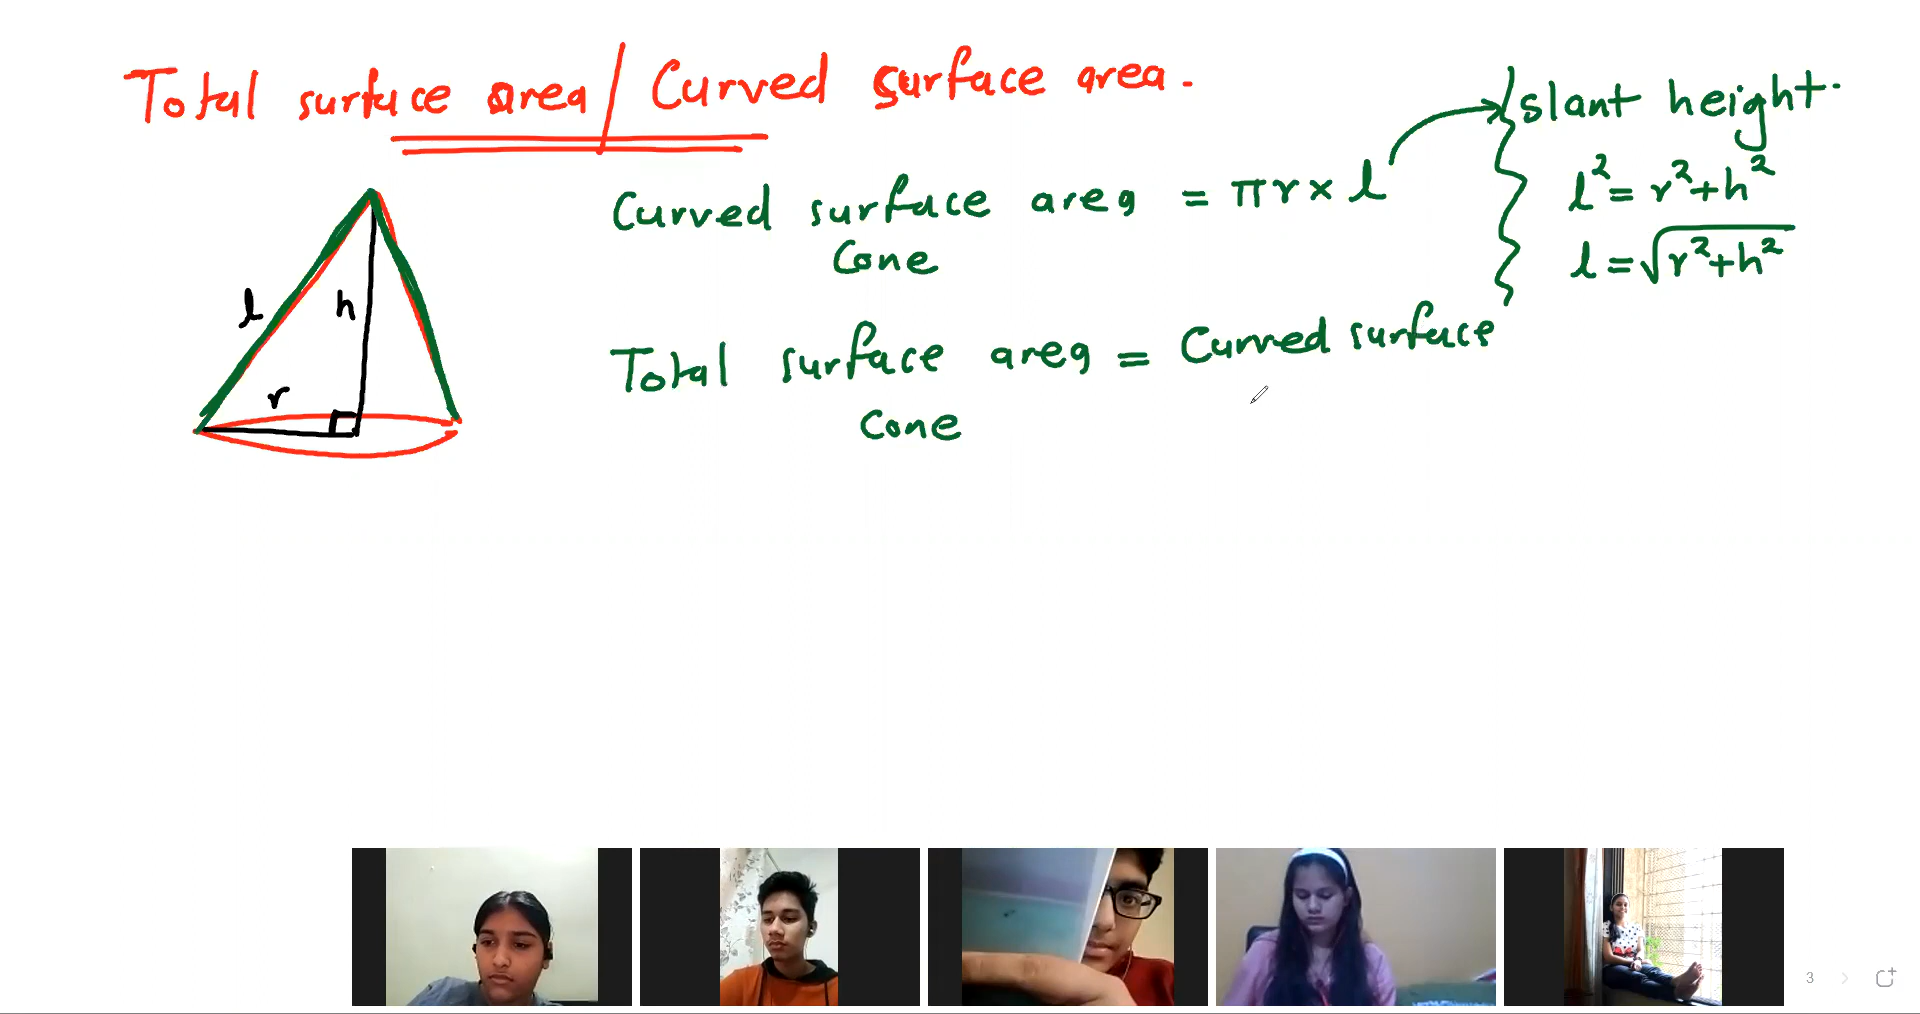 Total surface area / Curved surface area.
slant height.
Curved surface area = πr × l
cone
l² = r² + h²
l = √r² + h²
l
h
r
Total surface area = Curved surface
cone
3